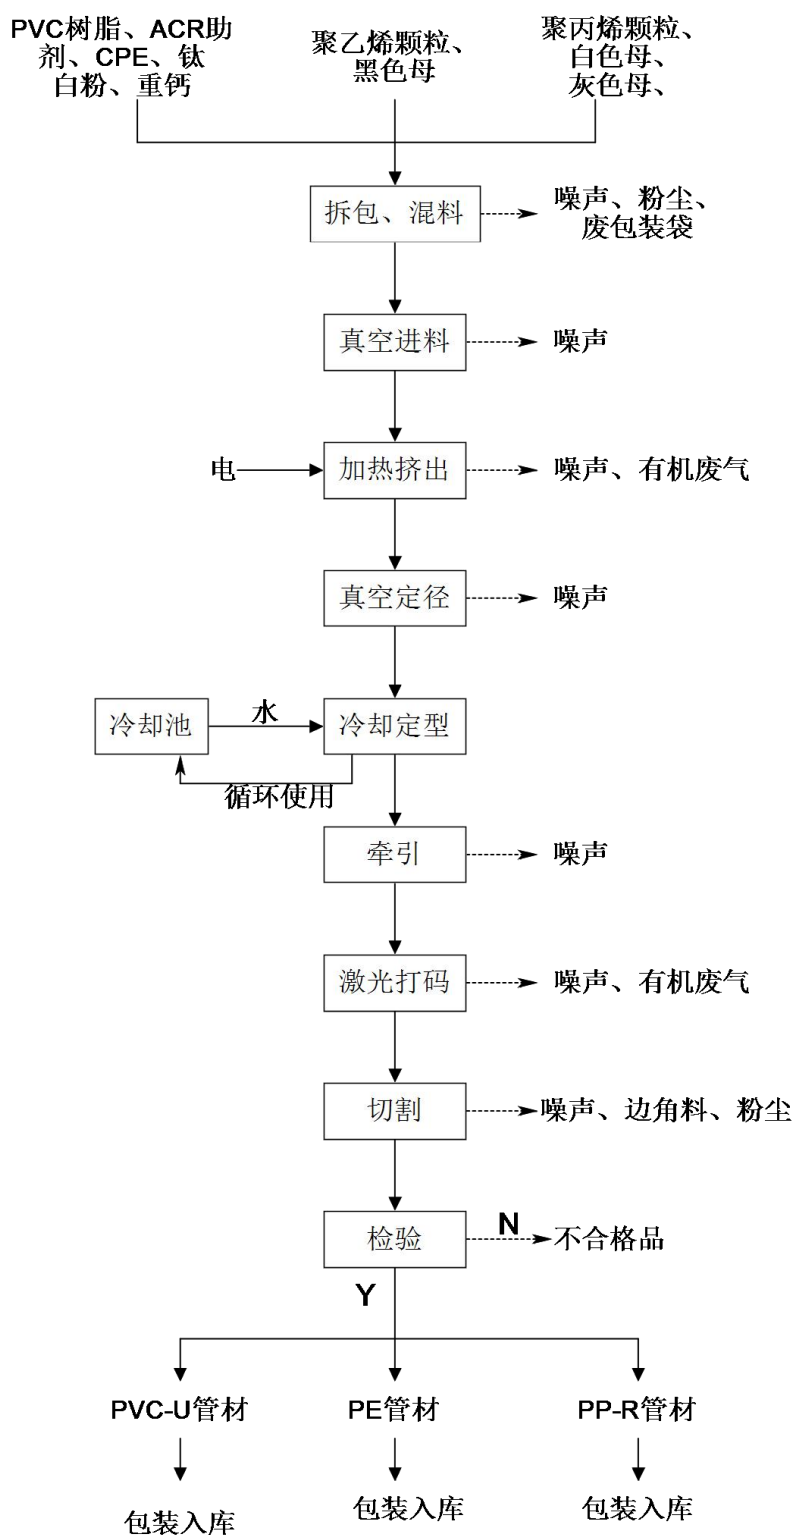 PVC树脂、ACR助
剂、CPE、钛
白粉、重钙
聚乙烯颗粒、
黑色母
聚丙烯颗粒、
白色母、
灰色母、
拆包、混料
噪声、粉尘、
废包装袋
真空进料
噪声
电
加热挤出
噪声、有机废气
真空定径
噪声
冷却池
水
冷却定型
循环使用
牵引
噪声
激光打码
噪声、有机废气
切割
噪声、边角料、粉尘
检验
N
不合格品
Y
PVC-U管材
PE管材
PP-R管材
包装入库
包装入库
包装入库